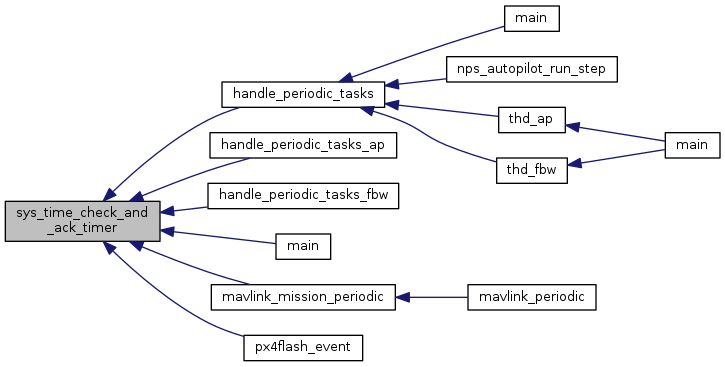 main
nps_autopilot_run_step
handle_periodic_tasks
thd_ap
main
handle_periodic_tasks_ap
thd_fbw
handle_periodic_tasks_fbw
sys_time_check_and
_ack_timer
main
mavlink_mission_periodic
mavlink_periodic
px4flash_event